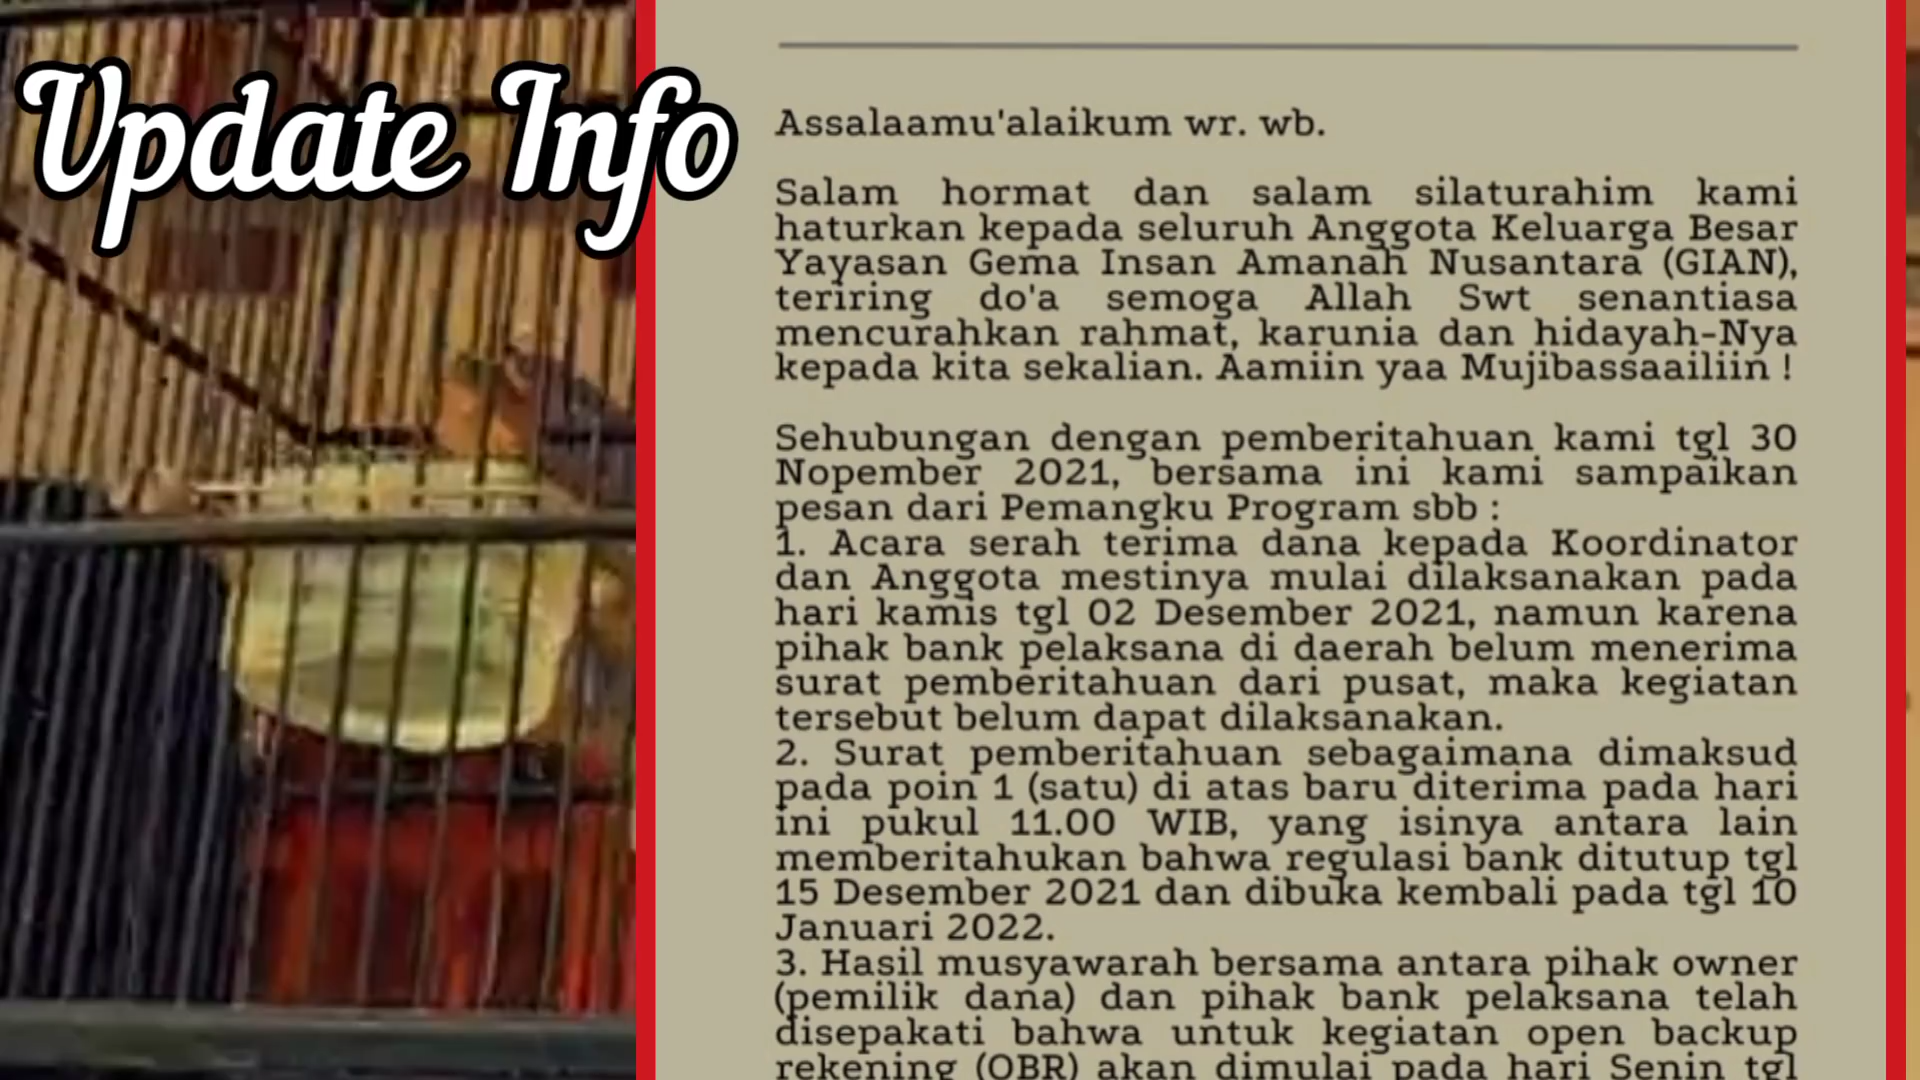 Update Info
Assalaamu'alaikum wr. wb.
Salam hormat dan salam silaturahim kami
haturkan kepada seluruh Anggota Keluarga Besar
Yayasan Gema Insan Amanah Nusantara (GIAN),
teriring do'a semoga Allah Swt senantiasa
mencurahkan rahmat, karunia dan hidayah-Nya
kepada kita sekalian. Aamiin yaa Mujibassaailiin !
Sehubungan dengan pemberitahuan kami tgl 30
Nopember 2021, bersama ini kami sampaikan
pesan dari Pemangku Program sbb :
1. Acara serah terima dana kepada Koordinator
dan Anggota mestinya mulai dilaksanakan pada
hari kamis tgl 02 Desember 2021, namun karena
pihak bank pelaksana di daerah belum menerima
surat pemberitahuan dari pusat, maka kegiatan
tersebut belum dapat dilaksanakan.
2. Surat pemberitahuan sebagaimana dimaksud
pada poin 1 (satu) di atas baru diterima pada hari
ini pukul 11.00 WIB, yang isinya antara lain
memberitahukan bahwa regulasi bank ditutup tgl
15 Desember 2021 dan dibuka kembali pada tgl 10
Januari 2022.
3. Hasil musyawarah bersama antara pihak owner
(pemilik dana) dan pihak bank pelaksana telah
disepakati bahwa untuk kegiatan open backup
rekening (OBR) akan dimulai pada hari Senin tgl